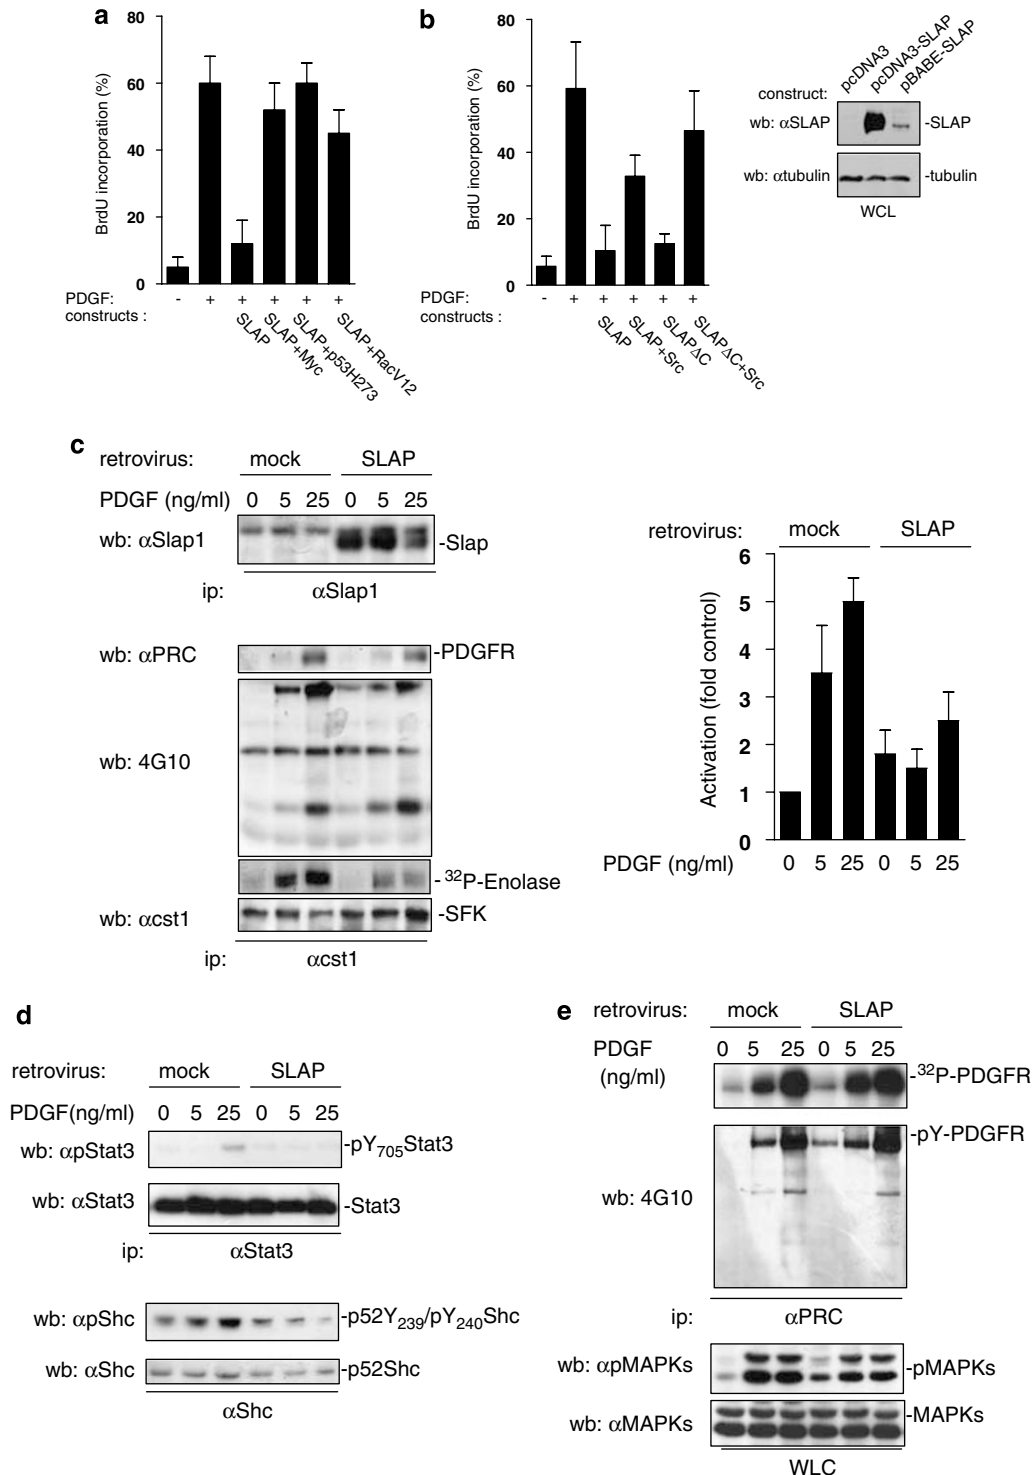 a
80
60
40
20
0
BrdU incorporation (%)
PDGF: - + + + + +
constructs :
SLAP
SLAP+Myc
SLAP+p53H273
SLAP+RacV12
b
80
60
40
20
0
BrdU incorporation (%)
PDGF: - + + + + +
constructs :
SLAP
SLAP+Src
SLAPΔC
SLAPΔC+Src
pcDNA3
pcDNA3-SLAP
pBABE-SLAP
construct:
wb: αSLAP -SLAP
wb: αtubulin -tubulin
WCL
c
retrovirus: mock SLAP
PDGF (ng/ml) 0 5 25 0 5 25
wb: αSlap1 -Slap
ip: αSlap1
wb: αPRC -PDGFR
wb: 4G10
-32P-Enolase
wb: αcst1 -SFK
ip: αcst1
retrovirus: mock SLAP
6
5
4
3
2
1
0
Activation (fold control)
PDGF (ng/ml) 0 5 25 0 5 25
d
retrovirus: mock SLAP
PDGF(ng/ml) 0 5 25 0 5 25
wb: αpStat3 -pY705Stat3
wb: αStat3 -Stat3
ip: αStat3
wb: αpShc -p52Y239/pY240Shc
wb: αShc -p52Shc
αShc
e
retrovirus: mock SLAP
PDGF 0 5 25 0 5 25
(ng/ml)
-32P-PDGFR
-pY-PDGFR
wb: 4G10
ip: αPRC
wb: αpMAPKs -pMAPKs
wb: αMAPKs -MAPKs
WLC